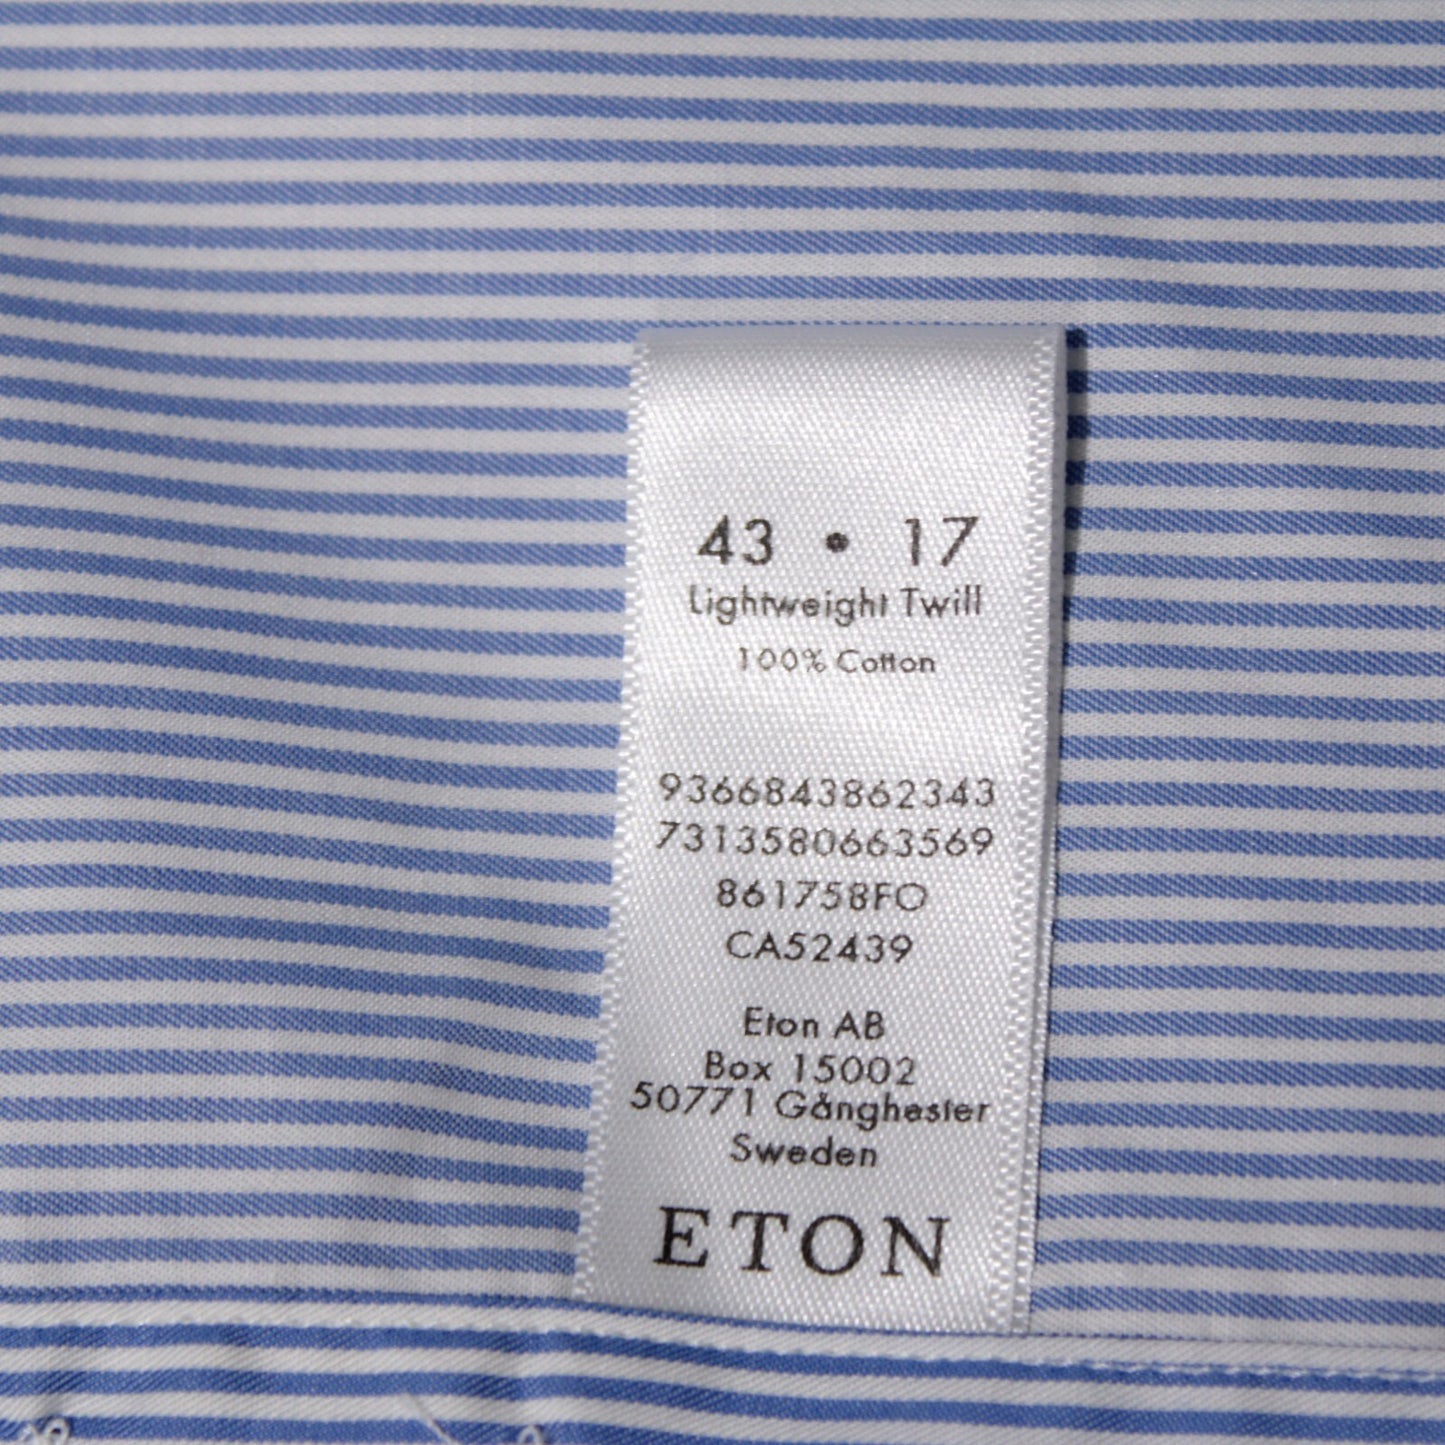 43 • 17
Lightweight Twill
100% Cotton
9366843862343
7313580663569
861758FO
CA52439
Eton AB
Box 15002
50771 Gånghester
Sweden
ETON